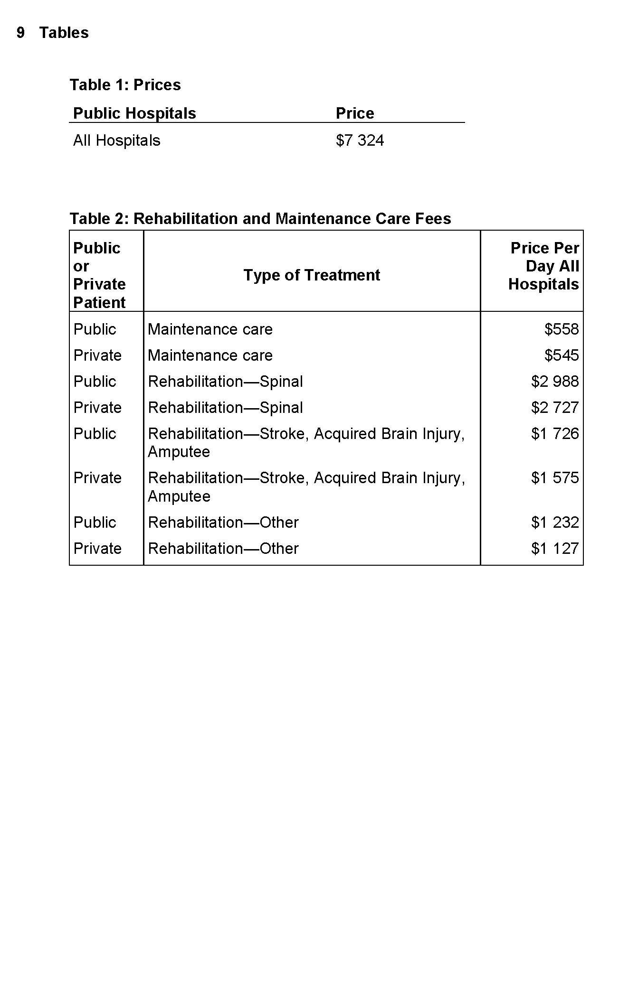 9 Tables
Table 1: Prices
Public Hospitals Price
All Hospitals $7 324
Table 2: Rehabilitation and Maintenance Care Fees
Public or Private Patient Type of Treatment Price Per Day All Hospitals
Public Maintenance care $558
Private Maintenance care $545
Public Rehabilitation—Spinal $2 988
Private Rehabilitation—Spinal $2 727
Public Rehabilitation—Stroke, Acquired Brain Injury, $1 726
Amputee
Private Rehabilitation—Stroke, Acquired Brain Injury, $1 575
Amputee
Public Rehabilitation—Other $1 232
Private Rehabilitation—Other $1 127